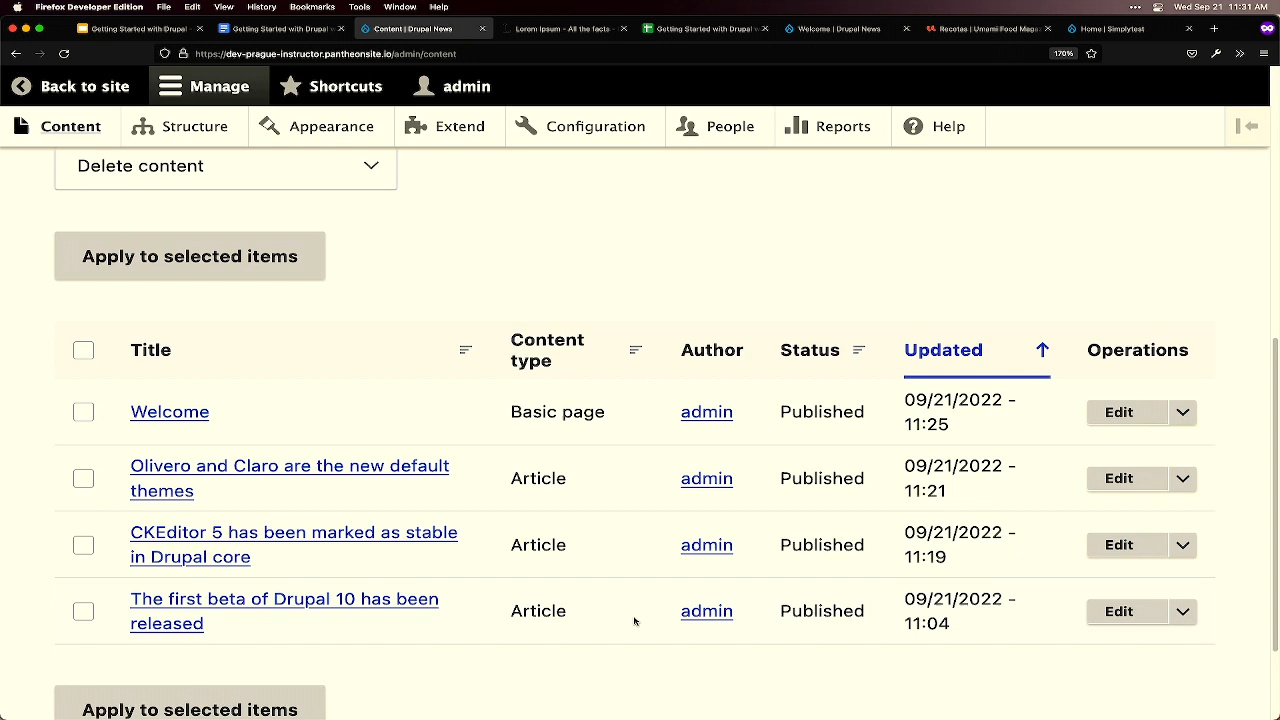 Firefox Developer Edition File Edit View History Bookmarks Tools Window Help Wed Sep 21 11:31 AM
Getting Started with Drupal - Getting Started with Drupal w Content | Drupal News Lorem Ipsum - All the facts - Getting Started with Drupal w Welcome | Drupal News Recetas | Umami Food Maga Home | Simplytest
https://dev-prague-instructor.pantheonsite.io/admin/content 170%
Back to site Manage Shortcuts admin
Content Structure Appearance Extend Configuration People Reports Help
Delete content
Apply to selected items
Title Content type Author Status Updated Operations
Welcome Basic page admin Published 09/21/2022 - 11:25 Edit
Olivero and Claro are the new default themes Article admin Published 09/21/2022 - 11:21 Edit
CKEditor 5 has been marked as stable in Drupal core Article admin Published 09/21/2022 - 11:19 Edit
The first beta of Drupal 10 has been released Article admin Published 09/21/2022 - 11:04 Edit
Apply to selected items